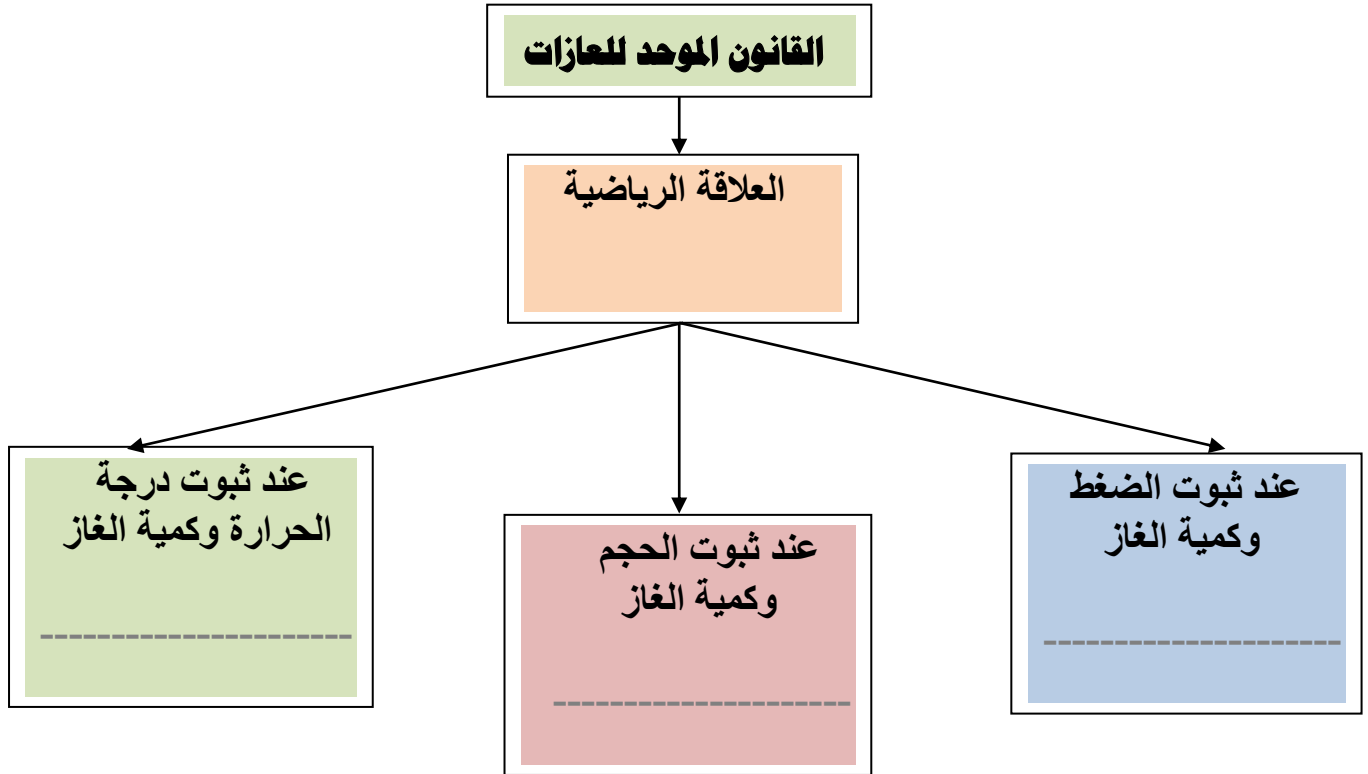 القانون الموحد للعازات
العلاقة الرياضية
عند ثبوت الضغط
وكمية الغاز
---------------------
عند ثبوت الحجم
وكمية الغاز
---------------------
عند ثبوت درجة
الحرارة وكمية الغاز
----------------------